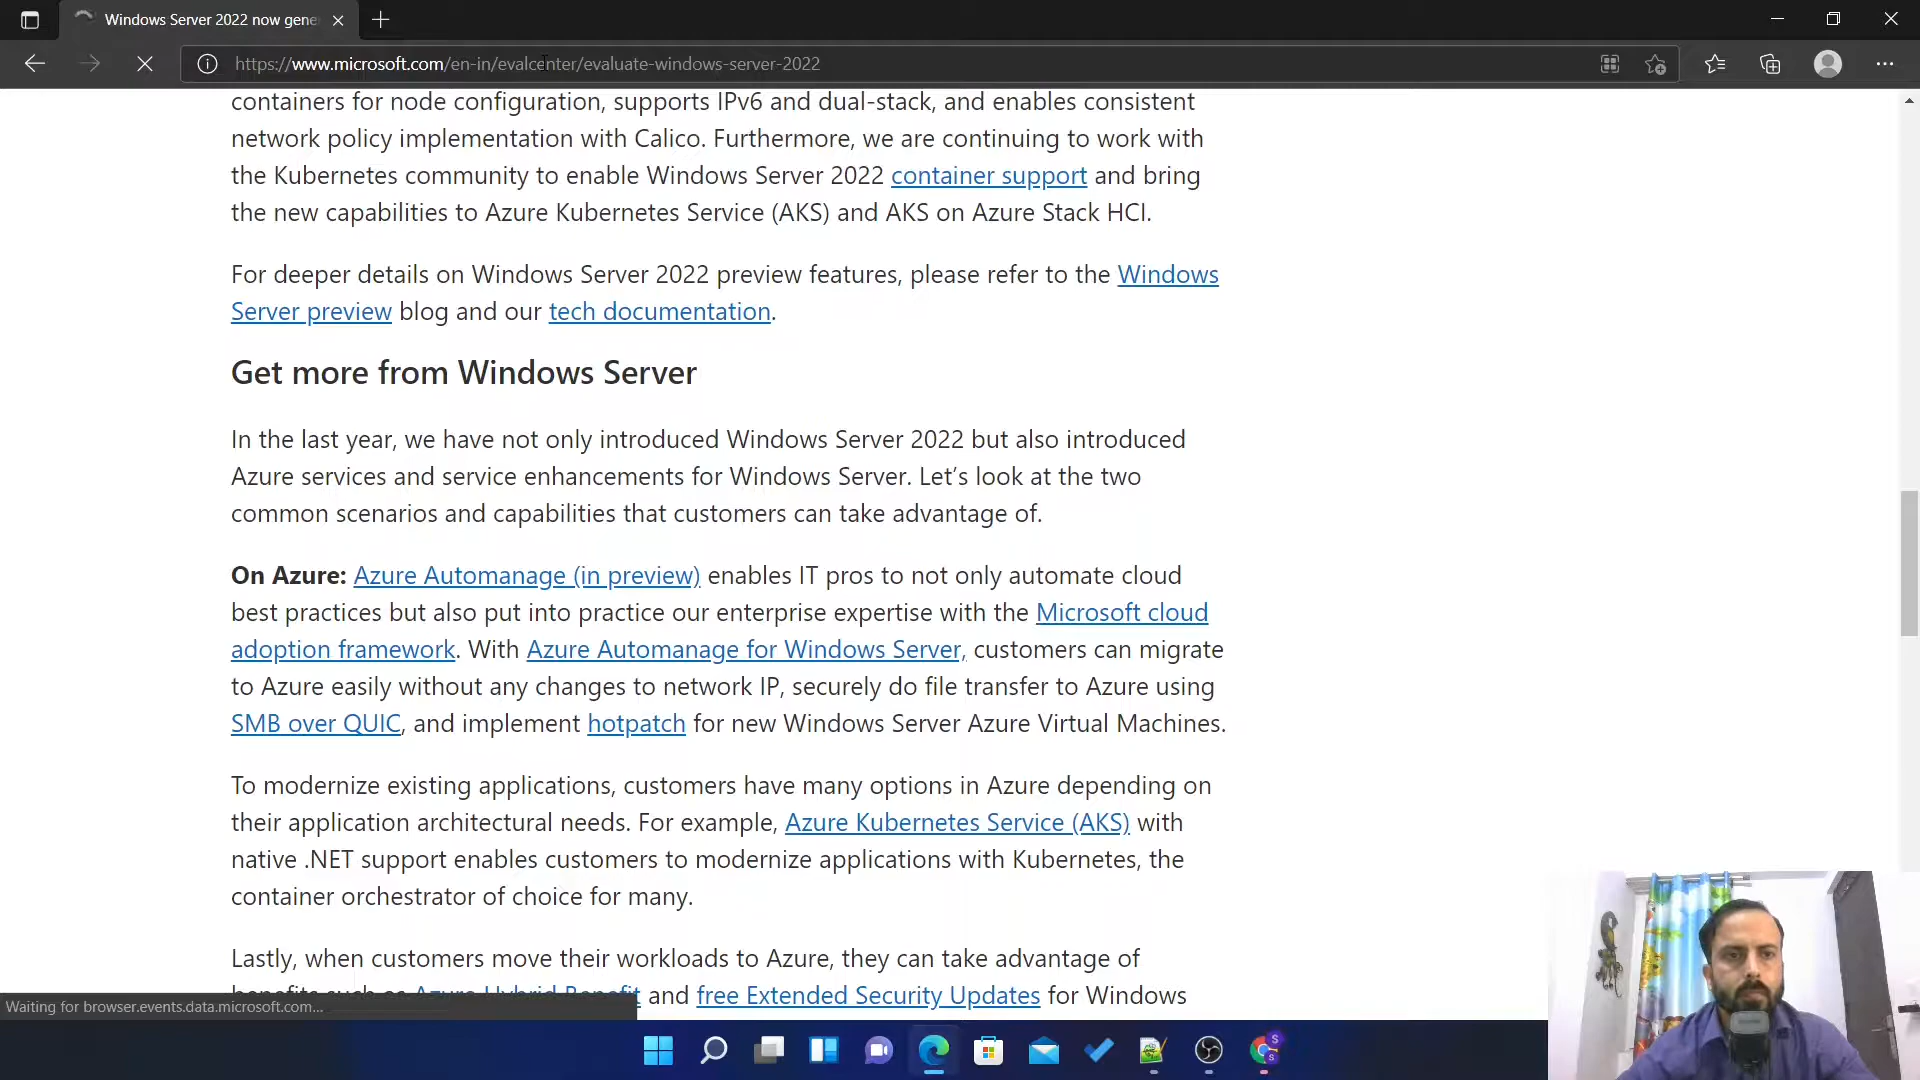 Windows Server 2022 now gene
https://www.microsoft.com/en-in/evalcenter/evaluate-windows-server-2022
containers for node configuration, supports IPv6 and dual-stack, and enables consistent
network policy implementation with Calico. Furthermore, we are continuing to work with
the Kubernetes community to enable Windows Server 2022 container support and bring
the new capabilities to Azure Kubernetes Service (AKS) and AKS on Azure Stack HCI.
For deeper details on Windows Server 2022 preview features, please refer to the Windows
Server preview blog and our tech documentation.
Get more from Windows Server
In the last year, we have not only introduced Windows Server 2022 but also introduced
Azure services and service enhancements for Windows Server. Let’s look at the two
common scenarios and capabilities that customers can take advantage of.
On Azure: Azure Automanage (in preview) enables IT pros to not only automate cloud
best practices but also put into practice our enterprise expertise with the Microsoft cloud
adoption framework. With Azure Automanage for Windows Server, customers can migrate
to Azure easily without any changes to network IP, securely do file transfer to Azure using
SMB over QUIC, and implement hotpatch for new Windows Server Azure Virtual Machines.
To modernize existing applications, customers have many options in Azure depending on
their application architectural needs. For example, Azure Kubernetes Service (AKS) with
native .NET support enables customers to modernize applications with Kubernetes, the
container orchestrator of choice for many.
Lastly, when customers move their workloads to Azure, they can take advantage of
benefits such as Azure Hybrid Benefit and free Extended Security Updates for Windows
Waiting for browser.events.data.microsoft.com...